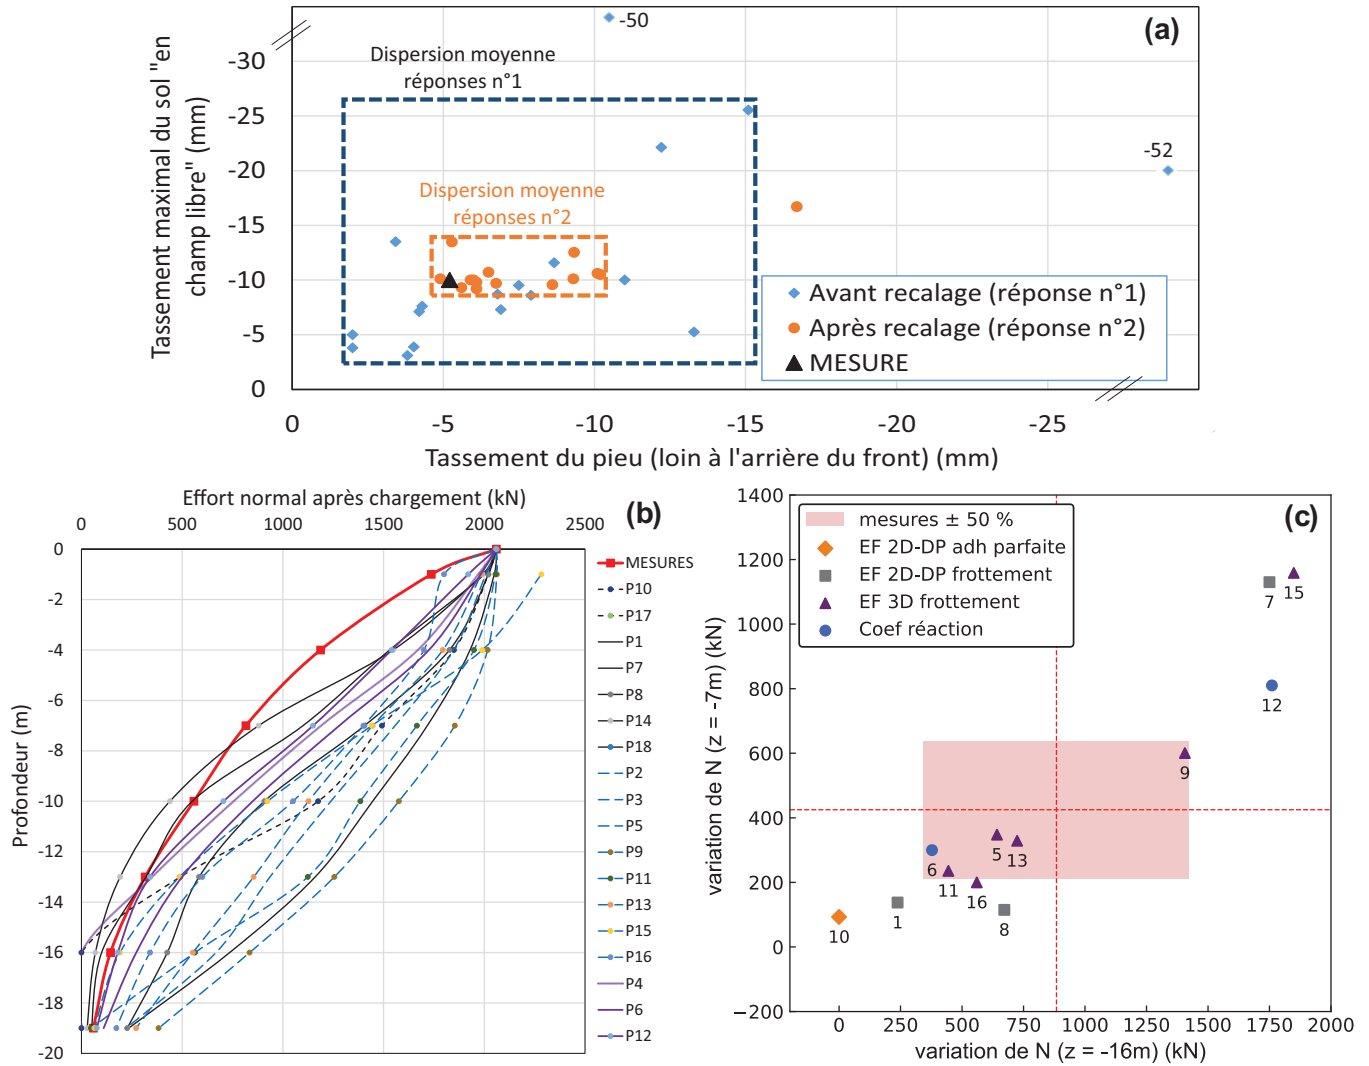 (a)
-50
Dispersion moyenne
réponses n°1
-52
Dispersion moyenne
réponses n°2
Tassement maximal du sol "en
champ libre" (mm)
-30
-25
-20
-15
-10
-5
0
Avant recalage (réponse n°1)
Après recalage (réponse n°2)
MESURE
0
-5
-10
-15
-20
-25
Tassement du pieu (loin à l'arrière du front) (mm)
Effort normal après chargement (kN)
(b)
0
500
1000
1500
2000
2500
Profondeur (m)
0
-2
-4
-6
-8
-10
-12
-14
-16
-18
-20
MESURES
P10
P17
P1
P7
P8
P14
P18
P2
P3
P5
P9
P11
P13
P15
P16
P4
P6
P12
(c)
variation de N (z = -7m) (kN)
1400
1200
1000
800
600
400
200
0
−200
mesures ± 50 %
EF 2D-DP adh parfaite
EF 2D-DP frottement
EF 3D frottement
Coef réaction
7
15
12
9
5
13
6
11
16
10
1
8
0
250
500
750
1000
1250
1500
1750
2000
variation de N (z = -16m) (kN)